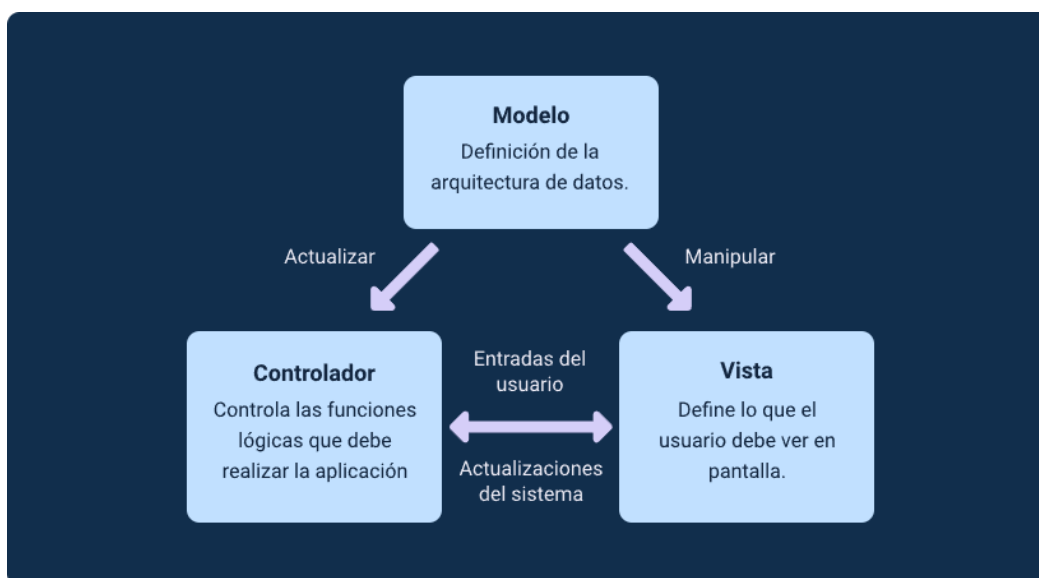 Modelo
Definición de la
arquitectura de datos.
Actualizar
Manipular
Controlador
Controla las funciones
lógicas que debe
realizar la aplicación
Entradas del
usuario
Actualizaciones
del sistema
Vista
Define lo que el
usuario debe ver en
pantalla.